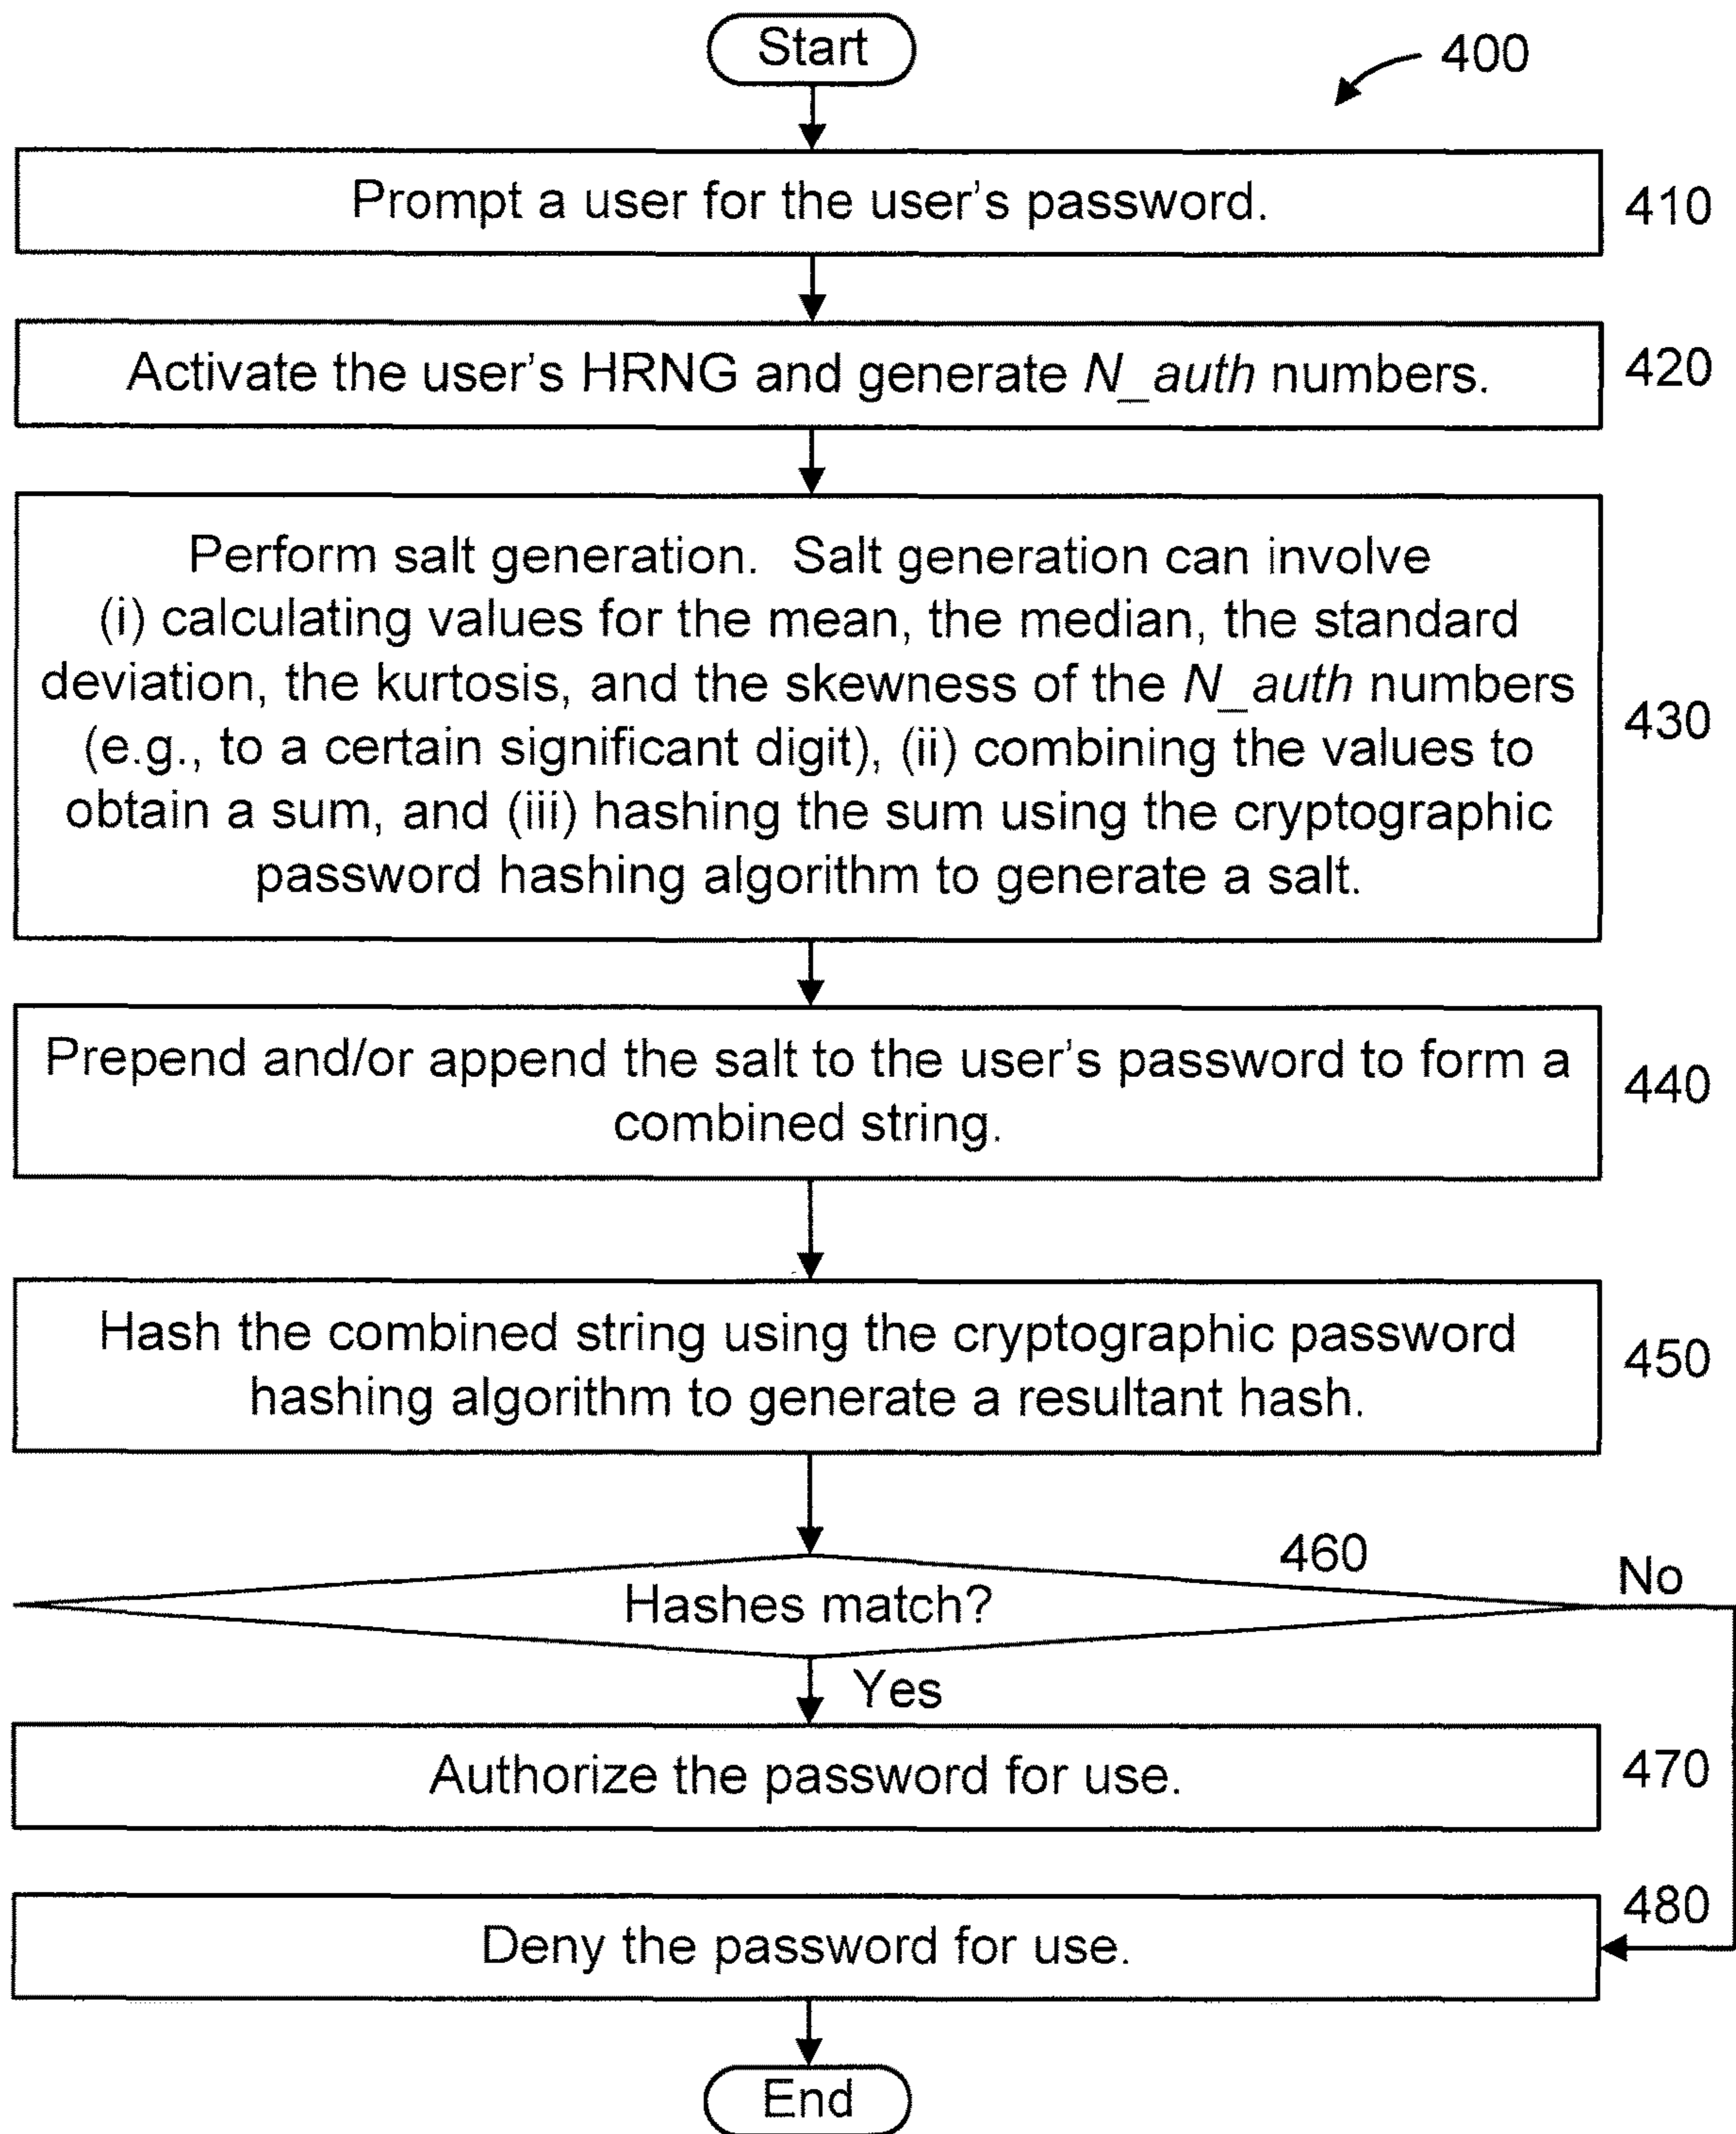 Start
400
Prompt a user for the user's password.
410
Activate the user's HRNG and generate N_auth numbers.
420
Perform salt generation. Salt generation can involve
(i) calculating values for the mean, the median, the standard
deviation, the kurtosis, and the skewness of the N_auth numbers
(e.g., to a certain significant digit), (ii) combining the values to
obtain a sum, and (iii) hashing the sum using the cryptographic
password hashing algorithm to generate a salt.
430
Prepend and/or append the salt to the user's password to form a
combined string.
440
Hash the combined string using the cryptographic password
hashing algorithm to generate a resultant hash.
450
460
Hashes match?
No
Yes
Authorize the password for use.
470
480
Deny the password for use.
End